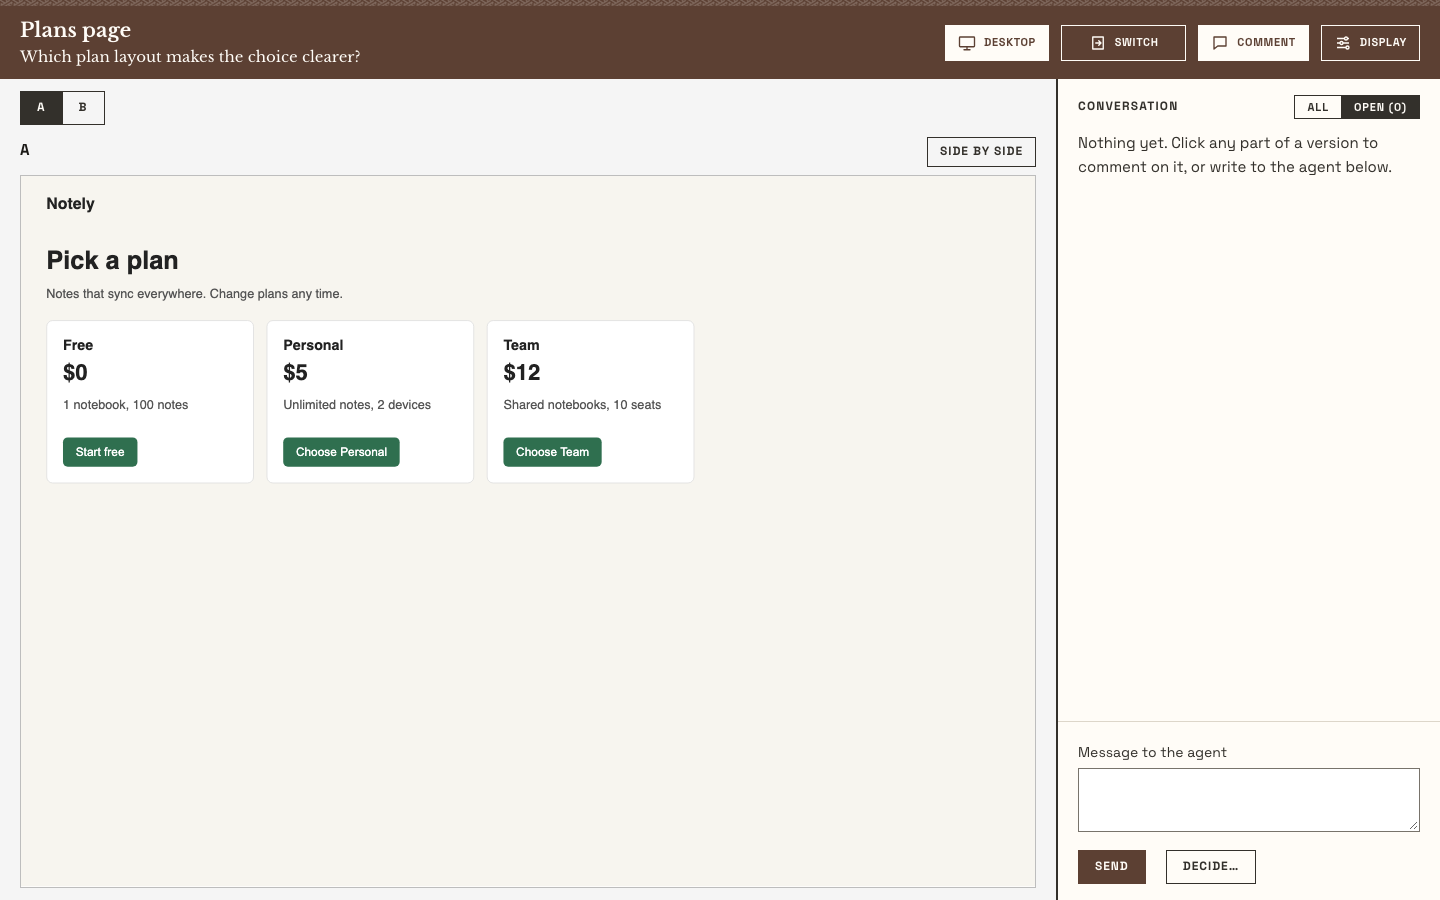 Plans page
Which plan layout makes the choice clearer?
DESKTOP
SWITCH
COMMENT
DISPLAY
A
B
A
SIDE BY SIDE
Notely
Pick a plan
Notes that sync everywhere. Change plans any time.
Free
$0
1 notebook, 100 notes
Start free
Personal
$5
Unlimited notes, 2 devices
Choose Personal
Team
$12
Shared notebooks, 10 seats
Choose Team
CONVERSATION
ALL
OPEN (0)
Nothing yet. Click any part of a version to
comment on it, or write to the agent below.
Message to the agent
SEND
DECIDE…